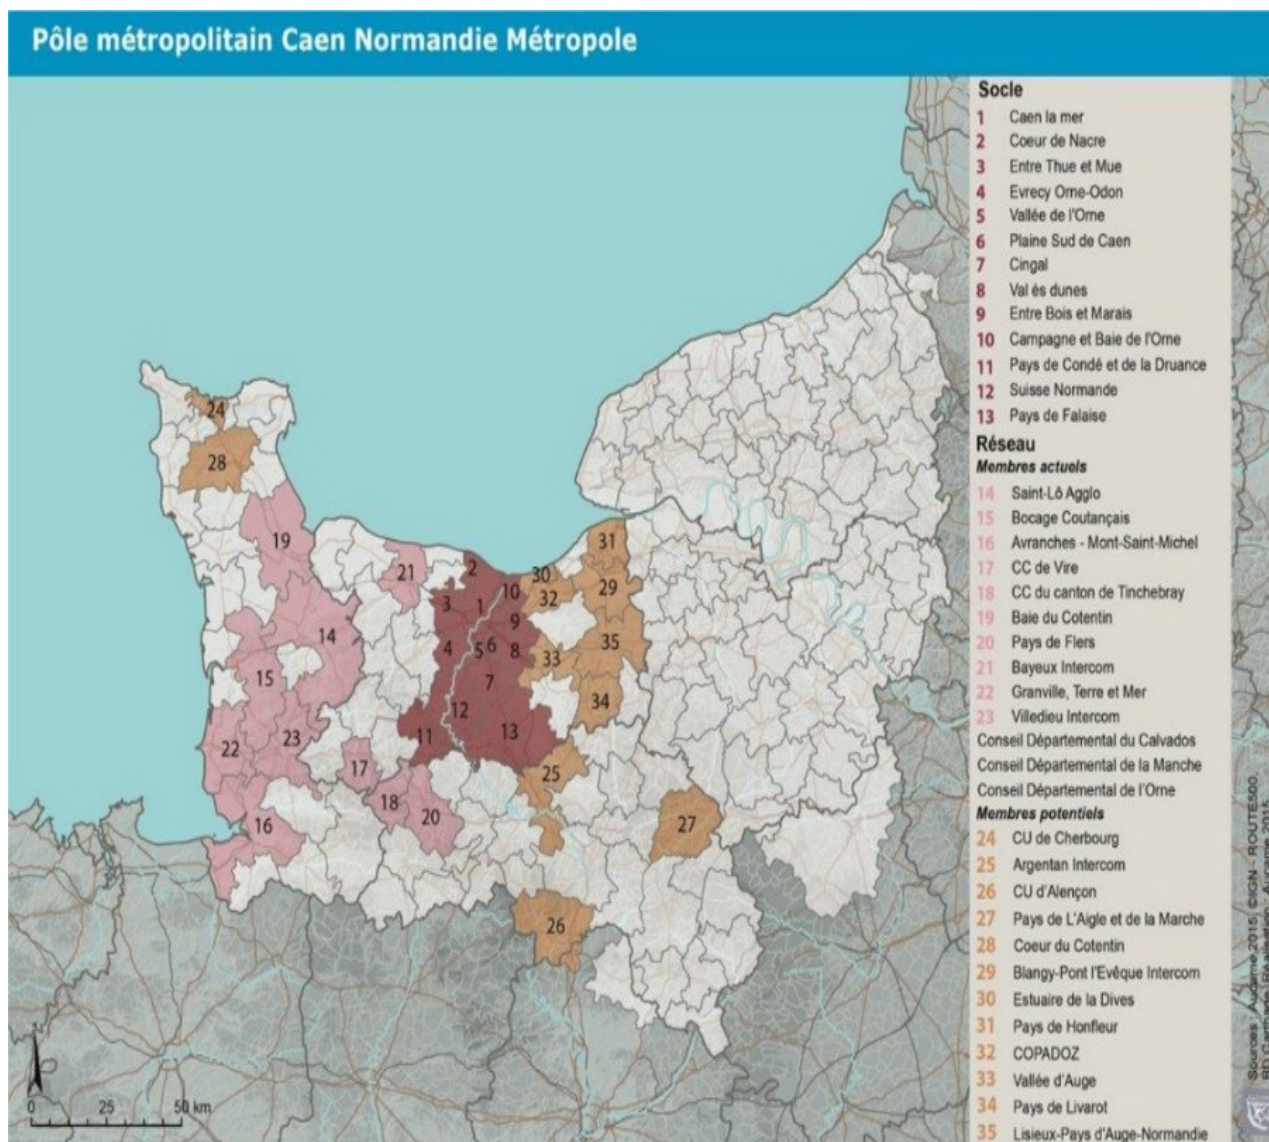 Pôle métropolitain Caen Normandie Métropole
Socle
1 Caen la mer
2 Coeur de Nacre
3 Entre Thue et Mue
4 Evrecy Orne-Odon
5 Vallée de l'Orne
6 Plaine Sud de Caen
7 Cingal
8 Val és dunes
9 Entre Bois et Marais
10 Campagne et Baie de l'Orne
11 Pays de Condé et de la Druance
12 Suisse Normande
13 Pays de Falaise
Réseau
Membres actuels
14 Saint-Lô Agglo
15 Bocage Coutançais
16 Avranches - Mont-Saint-Michel
17 CC de Vire
18 CC du canton de Tinchebray
19 Baie du Cotentin
20 Pays de Flers
21 Bayeux Intercom
22 Granville, Terre et Mer
23 Villedieu Intercom
Conseil Départemental du Calvados
Conseil Départemental de la Manche
Conseil Départemental de l'Orne
Membres potentiels
24 CU de Cherbourg
25 Argentan Intercom
26 CU d'Alençon
27 Pays de L'Aigle et de la Marche
28 Coeur du Cotentin
29 Blangy-Pont l'Evêque Intercom
30 Estuaire de la Dives
31 Pays de Honfleur
32 COPADOZ
33 Vallée d'Auge
34 Pays de Livarot
35 Lisieux-Pays d'Auge-Normandie
24
28
19
21
2
31
30
10
29
3
1
32
9
14
4
5
6
8
35
33
15
7
34
12
22
23
11
13
17
25
18
20
27
16
26
0 25 50 km
Sources : Aucame 2015, ©IGN - ROUTE500,
BD Carthage ; Réalisation : Aucame 2015